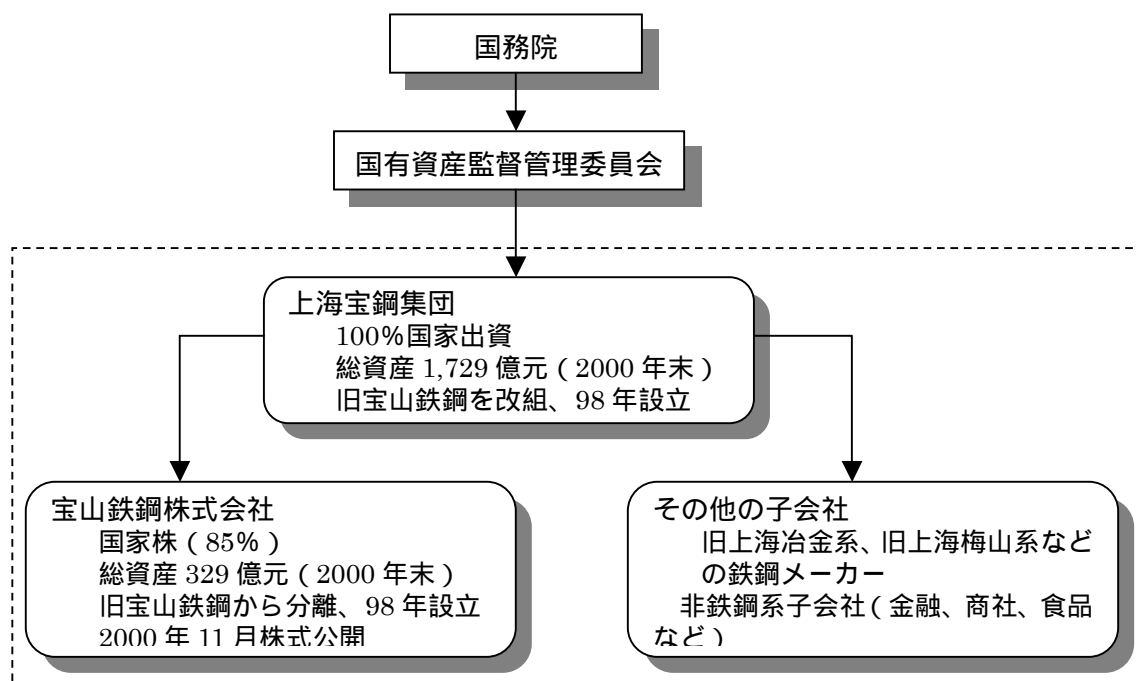 国務院
国有資産監督管理委員会
上海宝鋼集団
100%国家出資
総資産 1,729 億元（2000 年末）
旧宝山鉄鋼を改組、98 年設立
宝山鉄鋼株式会社
国家株（85%）
総資産 329 億元（2000 年末）
旧宝山鉄鋼から分離、98 年設立
2000 年 11 月株式公開
その他の子会社
旧上海冶金系、旧上海梅山系など
の鉄鋼メーカー
非鉄鋼系子会社（金融、商社、食品
など）